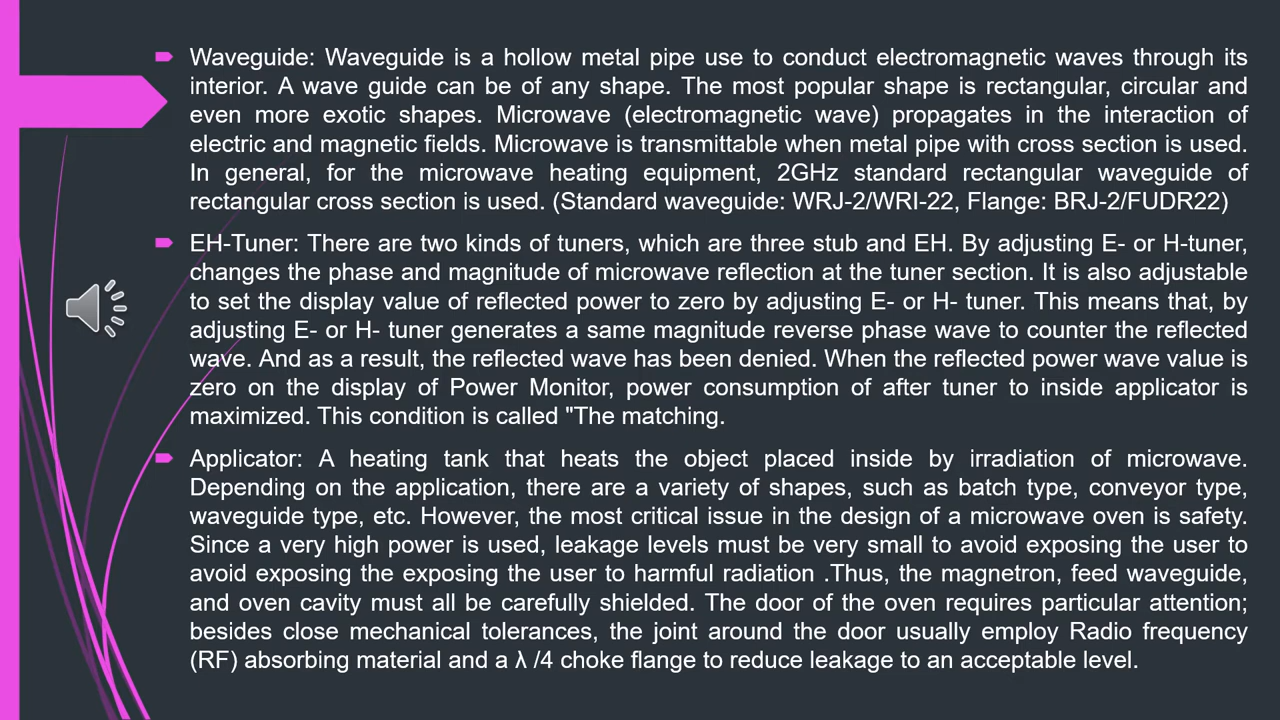 Waveguide: Waveguide is a hollow metal pipe use to conduct electromagnetic waves through its
interior. A wave guide can be of any shape. The most popular shape is rectangular, circular and
even more exotic shapes. Microwave (electromagnetic wave) propagates in the interaction of
electric and magnetic fields. Microwave is transmittable when metal pipe with cross section is used.
In general, for the microwave heating equipment, 2GHz standard rectangular waveguide of
rectangular cross section is used. (Standard waveguide: WRJ-2/WRI-22, Flange: BRJ-2/FUDR22)
EH-Tuner: There are two kinds of tuners, which are three stub and EH. By adjusting E- or H-tuner,
changes the phase and magnitude of microwave reflection at the tuner section. It is also adjustable
to set the display value of reflected power to zero by adjusting E- or H- tuner. This means that, by
adjusting E- or H- tuner generates a same magnitude reverse phase wave to counter the reflected
wave. And as a result, the reflected wave has been denied. When the reflected power wave value is
zero on the display of Power Monitor, power consumption of after tuner to inside applicator is
maximized. This condition is called "The matching.
Applicator: A heating tank that heats the object placed inside by irradiation of microwave.
Depending on the application, there are a variety of shapes, such as batch type, conveyor type,
waveguide type, etc. However, the most critical issue in the design of a microwave oven is safety.
Since a very high power is used, leakage levels must be very small to avoid exposing the user to
avoid exposing the exposing the user to harmful radiation .Thus, the magnetron, feed waveguide,
and oven cavity must all be carefully shielded. The door of the oven requires particular attention;
besides close mechanical tolerances, the joint around the door usually employ Radio frequency
(RF) absorbing material and a λ /4 choke flange to reduce leakage to an acceptable level.